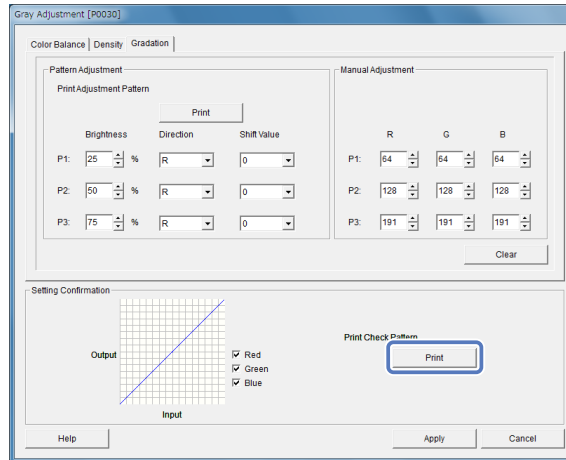 Gray Adjustment [P0030]
Color Balance Density Gradation
Pattern Adjustment
Print Adjustment Pattern
Print
Brightness Direction Shift Value
P1: 25 % R 0
P2: 50 % R 0
P3: 75 % R 0
Manual Adjustment
R G B
P1: 64 64 64
P2: 128 128 128
P3: 191 191 191
Clear
Setting Confirmation
Output
Input
Red
Green
Blue
Print Check Pattern
Print
Help Apply Cancel